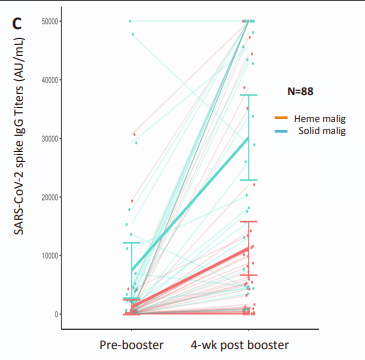 C
SARS-CoV-2 spike IgG Titers (AU/mL)
50000
40000
30000
20000
10000
0
N=88
Heme malig
Solid malig
Pre-booster
4-wk post booster